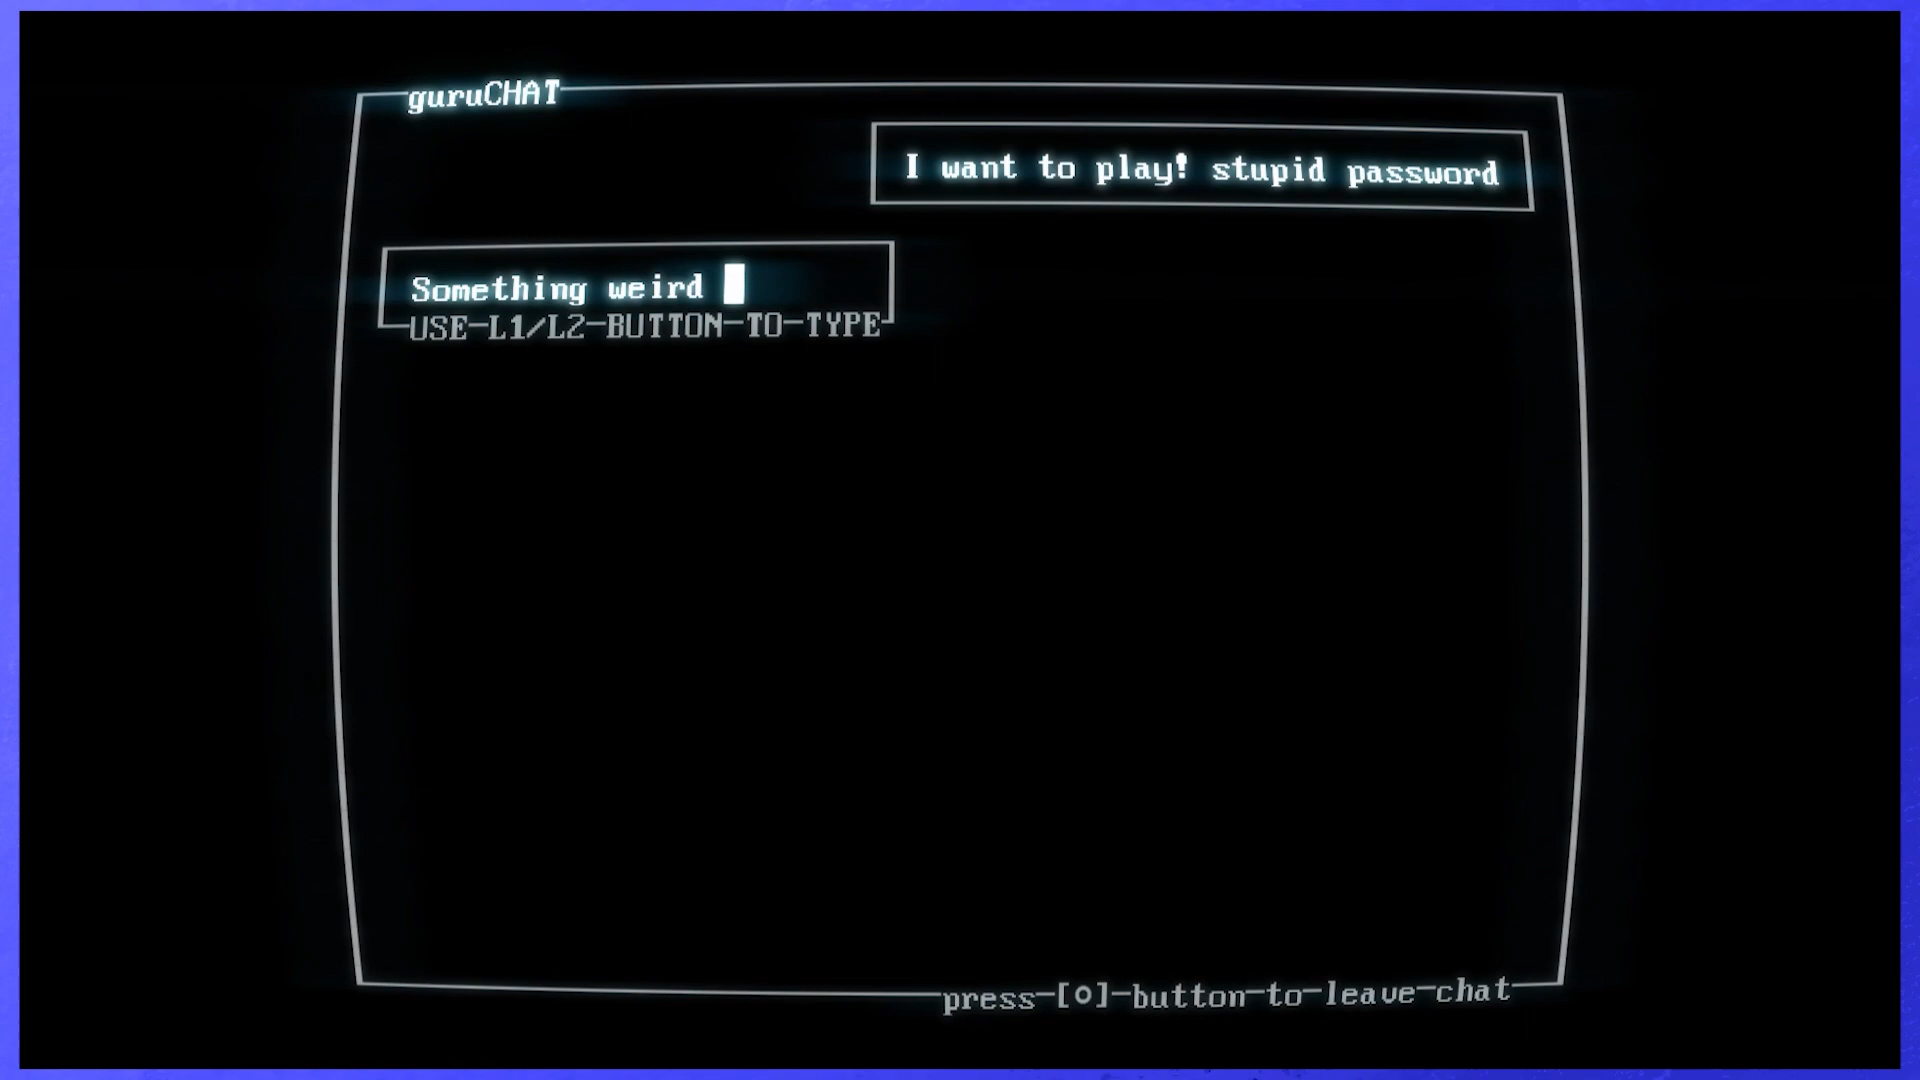 guruCHAT
I want to play! stupid password
Something weird
USE-L1/L2-BUTTON-TO-TYPE
press-[O]-button-to-leave-chat